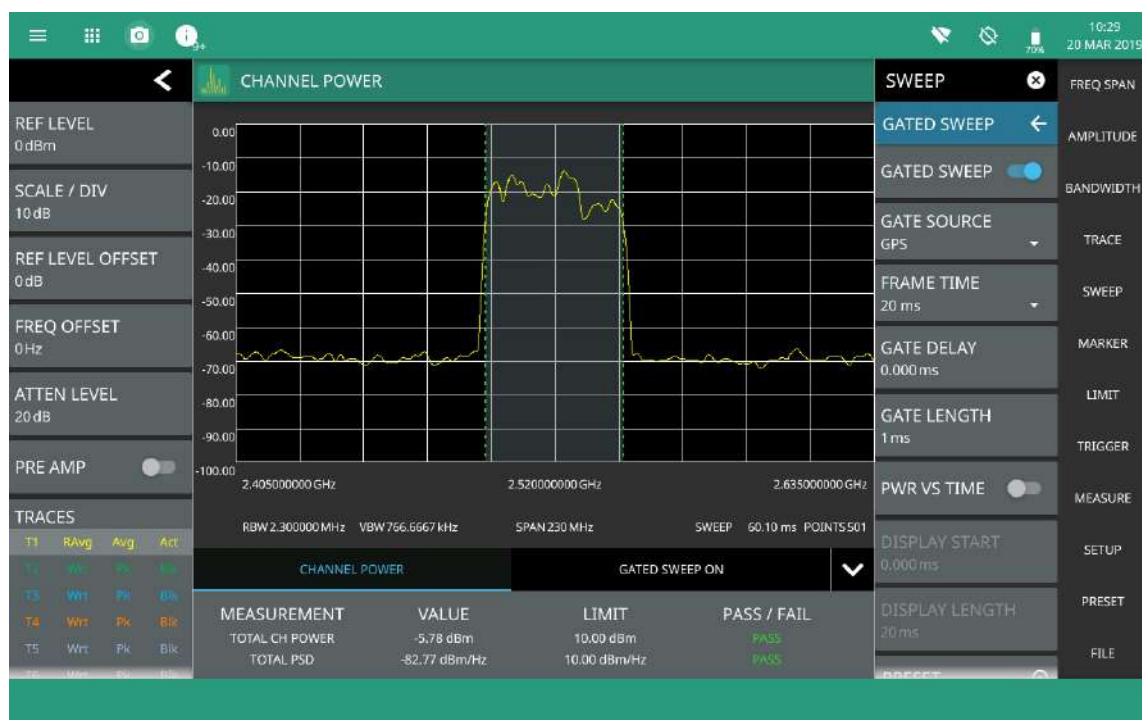 9+
70%
10:29
20 MAR 2019
CHANNEL POWER
REF LEVEL
0 dBm
SCALE / DIV
10 dB
REF LEVEL OFFSET
0 dB
FREQ OFFSET
0 Hz
ATTEN LEVEL
20 dB
PRE AMP
TRACES
T1 RAvg Avg Act
T2 Wrt Pk Blk
T3 Wrt Pk Blk
T4 Wrt Pk Blk
T5 Wrt Pk Blk
0.00
-10.00
-20.00
-30.00
-40.00
-50.00
-60.00
-70.00
-80.00
-90.00
-100.00
2.405000000 GHz 2.520000000 GHz 2.635000000 GHz
RBW 2.300000 MHz VBW 766.6667 kHz SPAN 230 MHz SWEEP 60.10 ms POINTS 501
CHANNEL POWER GATED SWEEP ON
MEASUREMENT VALUE LIMIT PASS / FAIL
TOTAL CH POWER -5.78 dBm 10.00 dBm PASS
TOTAL PSD -82.77 dBm/Hz 10.00 dBm/Hz PASS
SWEEP
GATED SWEEP
GATED SWEEP
GATE SOURCE
GPS
FRAME TIME
20 ms
GATE DELAY
0.000 ms
GATE LENGTH
1 ms
PWR VS TIME
DISPLAY START
0.000 ms
DISPLAY LENGTH
20 ms
PRESET
FREQ SPAN
AMPLITUDE
BANDWIDTH
TRACE
SWEEP
MARKER
LIMIT
TRIGGER
MEASURE
SETUP
PRESET
FILE